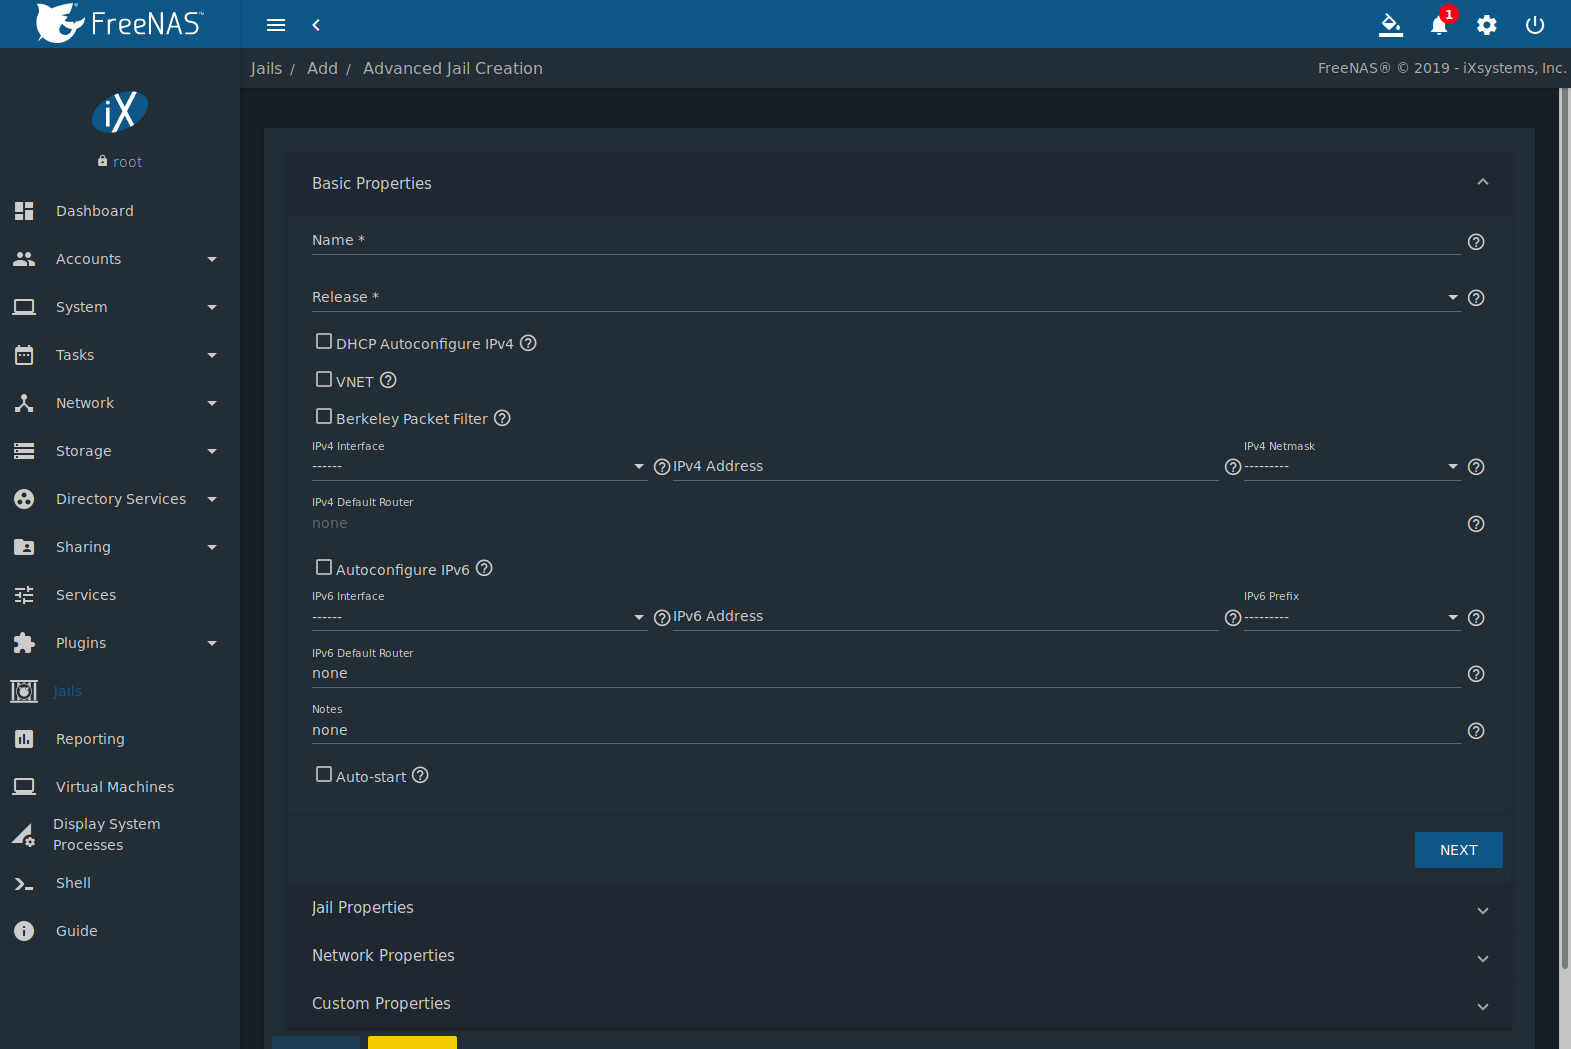 FreeNAS™
1
Jails / Add / Advanced Jail Creation
FreeNAS® © 2019 - iXsystems, Inc.
iX
root
Dashboard
Accounts
System
Tasks
Network
Storage
Directory Services
Sharing
Services
Plugins
Jails
Reporting
Virtual Machines
Display System
Processes
Shell
Guide
Basic Properties
Name *
Release *
DHCP Autoconfigure IPv4
VNET
Berkeley Packet Filter
IPv4 Interface
------
IPv4 Address
IPv4 Netmask
---------
IPv4 Default Router
none
Autoconfigure IPv6
IPv6 Interface
------
IPv6 Address
IPv6 Prefix
---------
IPv6 Default Router
none
Notes
none
Auto-start
NEXT
Jail Properties
Network Properties
Custom Properties